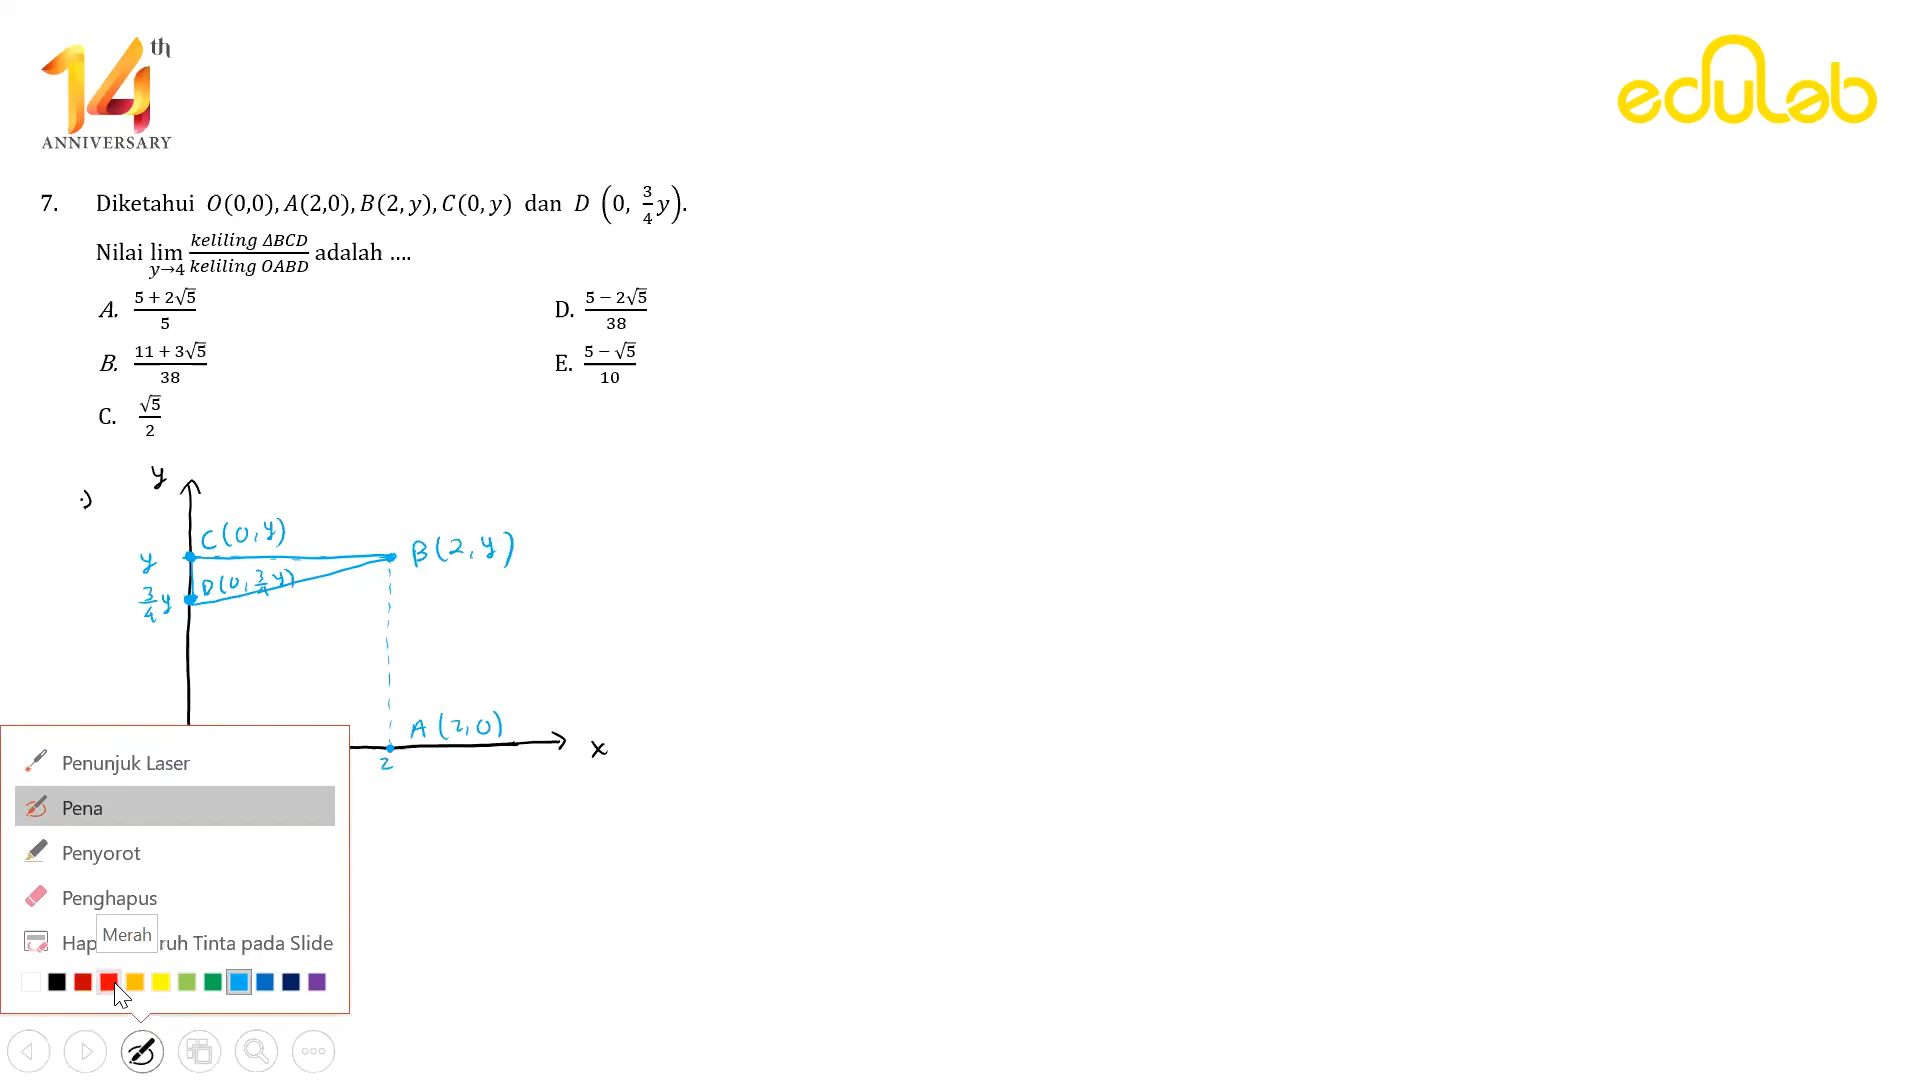 14th
ANNIVERSARY
edulab
7. Diketahui O(0,0), A(2,0), B(2, y), C(0, y) dan D (0, 3/4 y).
Nilai lim y→4 keliling ΔBCD / keliling OABD adalah ....
A. (5 + 2√5)/5
B. (11 + 3√5)/38
C. √5/2
D. (5 − 2√5)/38
E. (5 − √5)/10
y
C(0,y)
y
B(2,y)
D(0,3/4 y)
3/4 y
A(2,0)
2
x
Penunjuk Laser
Pena
Penyorot
Penghapus
Merah
ruh Tinta pada Slide